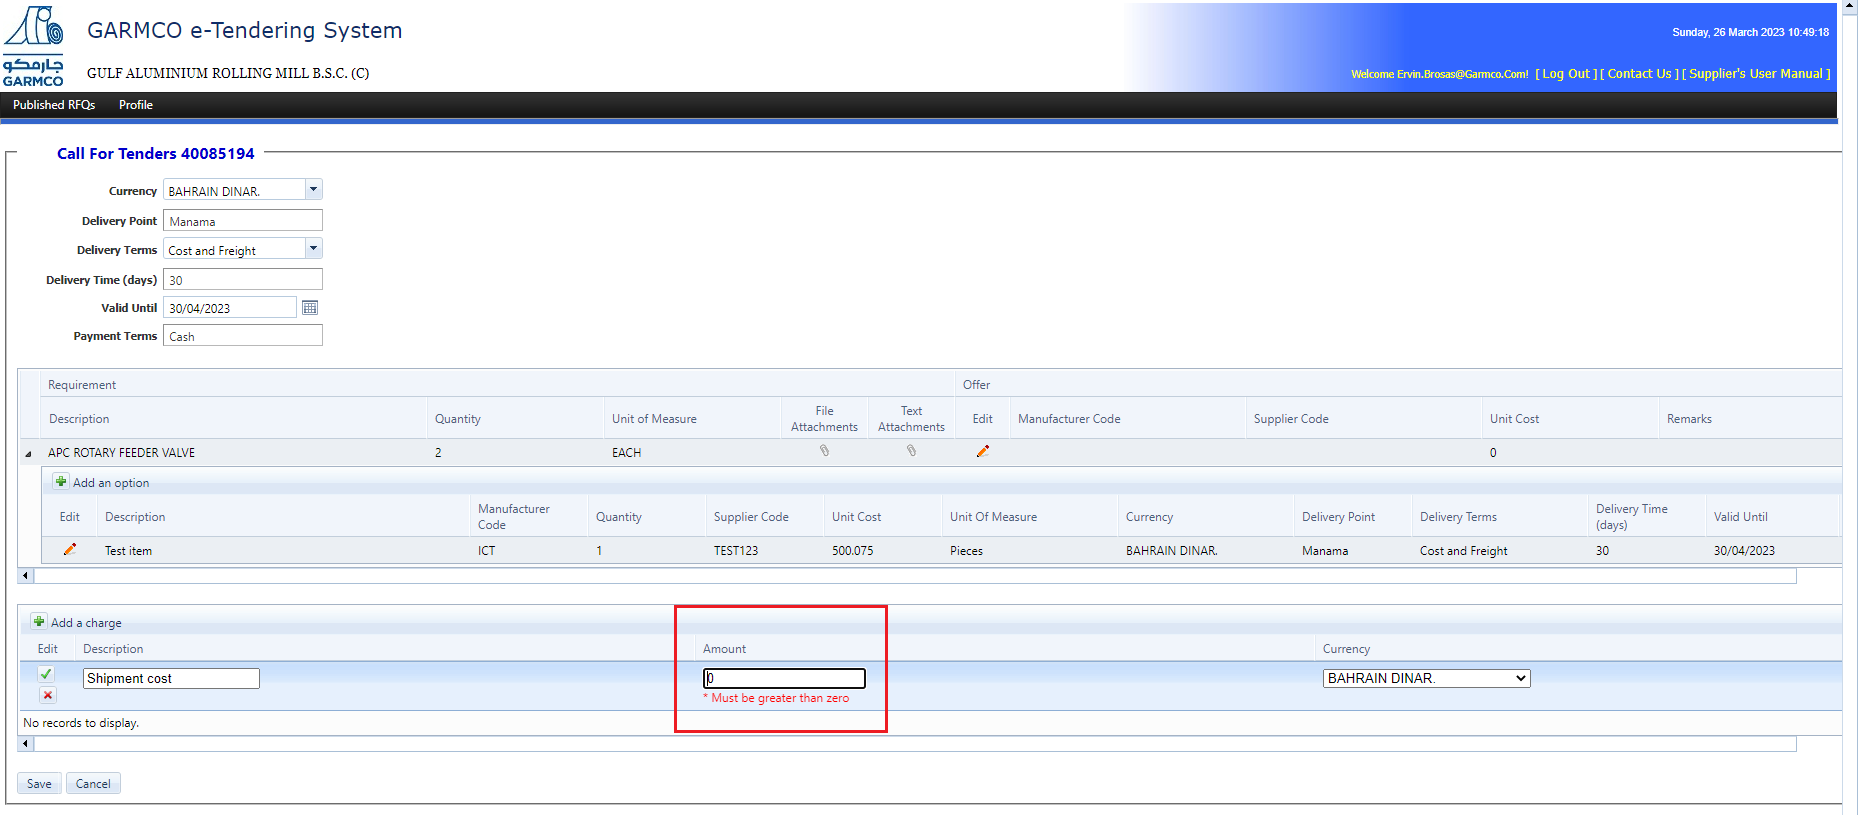 GARMCO e-Tendering System
Sunday, 26 March 2023 10:49:18
جارمكو
GARMCO
GULF ALUMINIUM ROLLING MILL B.S.C. (C)
Welcome Ervin.Brosas@Garmco.Com! [ Log Out ] [ Contact Us ] [ Supplier's User Manual ]
Published RFQs Profile
Call For Tenders 40085194
Currency BAHRAIN DINAR.
Delivery Point Manama
Delivery Terms Cost and Freight
Delivery Time (days) 30
Valid Until 30/04/2023
Payment Terms Cash
Requirement Offer
Description Quantity Unit of Measure File Attachments Text Attachments Edit Manufacturer Code Supplier Code Unit Cost Remarks
APC ROTARY FEEDER VALVE 2 EACH 0
Add an option
Edit Description Manufacturer Code Quantity Supplier Code Unit Cost Unit Of Measure Currency Delivery Point Delivery Terms Delivery Time (days) Valid Until
Test item ICT 1 TEST123 500.075 Pieces BAHRAIN DINAR. Manama Cost and Freight 30 30/04/2023
Add a charge
Edit Description Amount Currency
Shipment cost 0 BAHRAIN DINAR.
* Must be greater than zero
No records to display.
Save Cancel